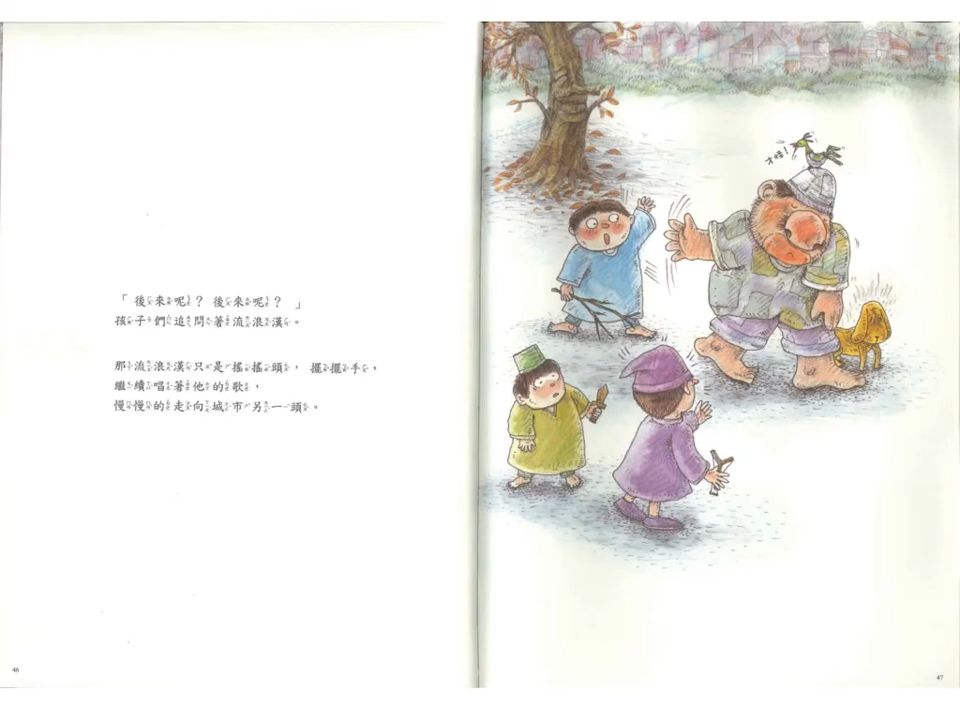 「後來呢？後來呢？」
孩子們追問著流浪漢。
那流浪漢只是搖搖頭，擺擺手，
繼續唱著他的歌，
慢慢的走向城市另一頭。
才怪！
46
47